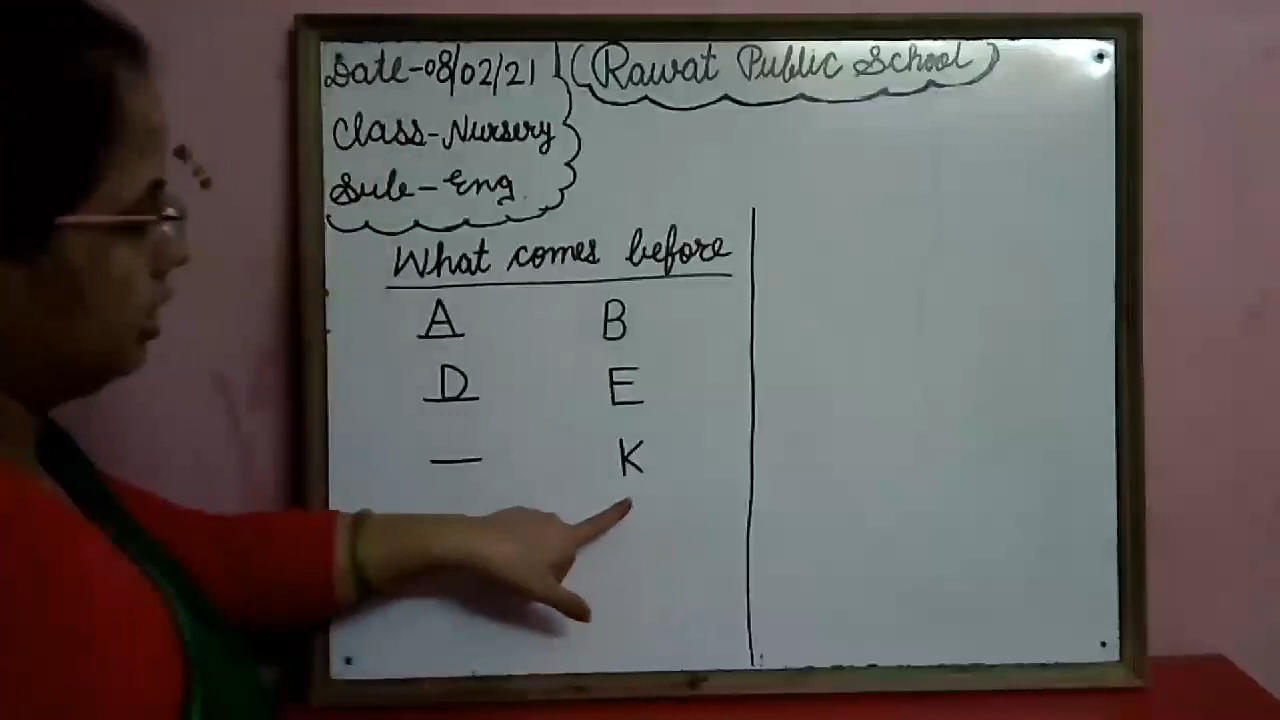 Date-08/02/21 (Rawat Public School)
Class-Nursery
Sub-Eng.
What comes before
A B
D E
— K